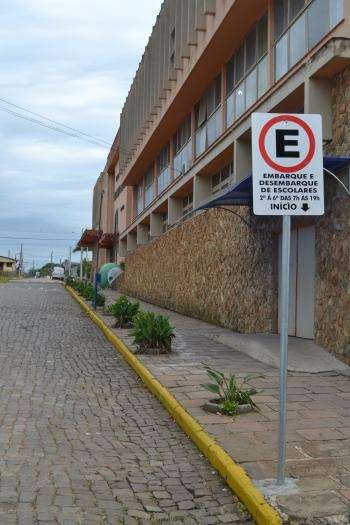 E
EMBARQUE E
DESEMBARQUE
DE ESCOLARES
2ª À 6ª DAS 7h ÀS 19h
INÍCIO